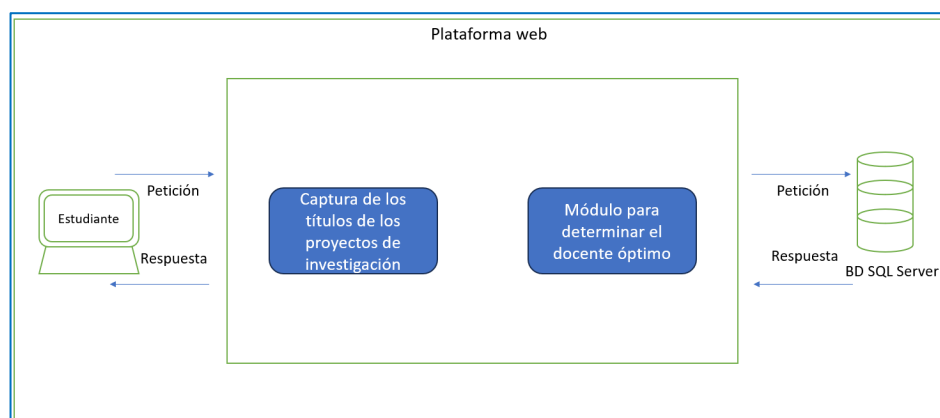 Plataforma web
Petición
Petición
Estudiante
Captura de los
títulos de los
proyectos de
investigación
Módulo para
determinar el
docente óptimo
Respuesta
Respuesta
BD SQL Server